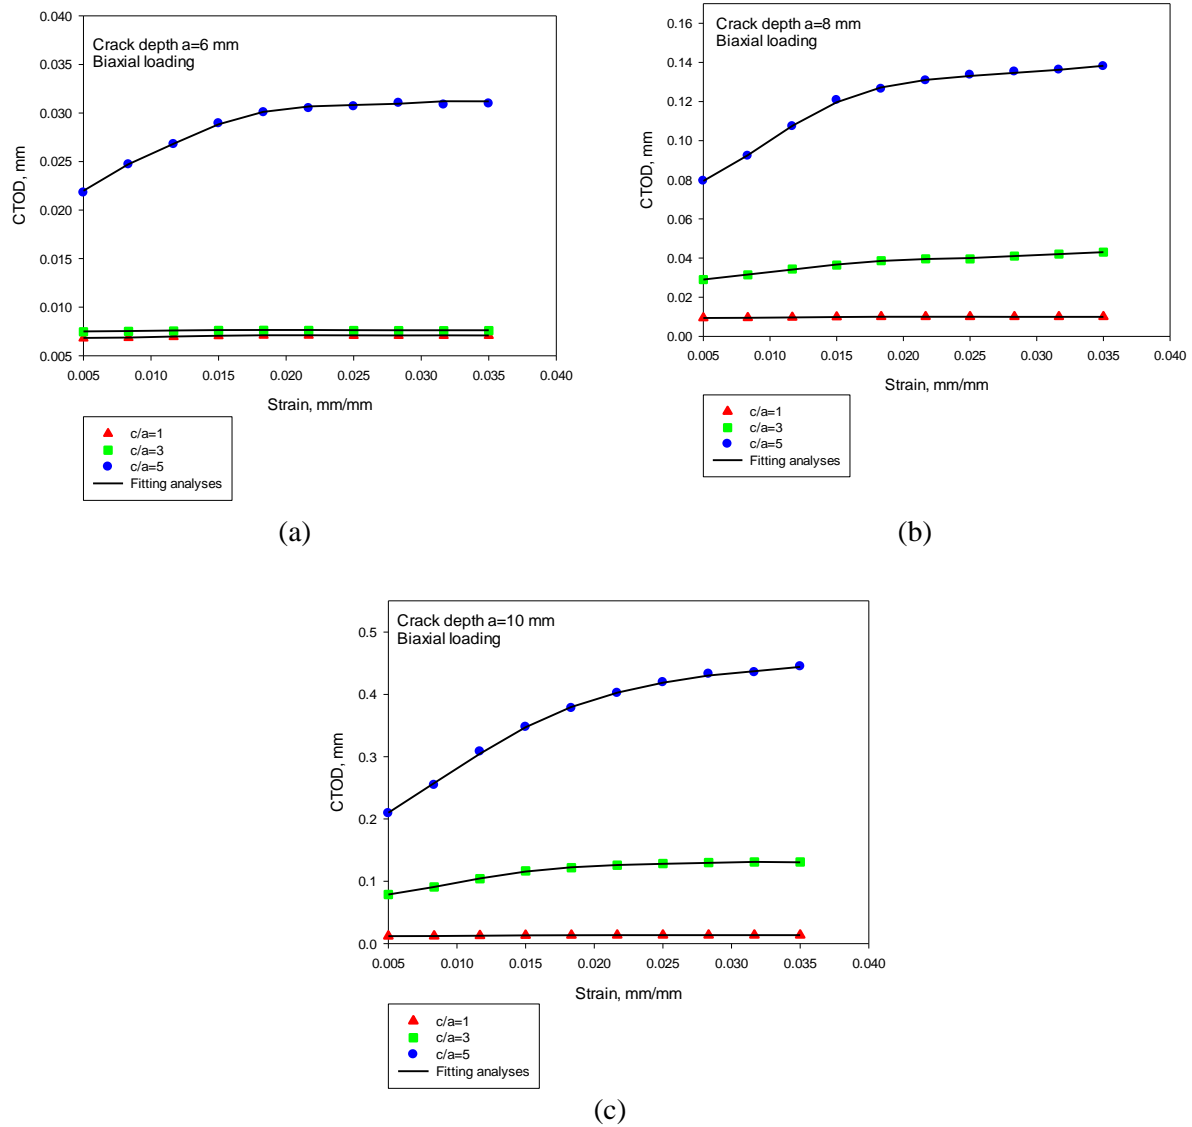 Crack depth a=6 mm
Biaxial loading
0.040
0.035
0.030
0.025
0.020
0.015
0.010
0.005
CTOD, mm
0.005 0.010 0.015 0.020 0.025 0.030 0.035 0.040
Strain, mm/mm
c/a=1
c/a=3
c/a=5
Fitting analyses
(a)
Crack depth a=8 mm
Biaxial loading
0.16
0.14
0.12
0.10
0.08
0.06
0.04
0.02
0.00
CTOD, mm
0.005 0.010 0.015 0.020 0.025 0.030 0.035 0.040
Strain, mm/mm
c/a=1
c/a=3
c/a=5
Fitting analyses
(b)
Crack depth a=10 mm
Biaxial loading
0.5
0.4
0.3
0.2
0.1
0.0
CTOD, mm
0.005 0.010 0.015 0.020 0.025 0.030 0.035 0.040
Strain, mm/mm
c/a=1
c/a=3
c/a=5
Fitting analyses
(c)